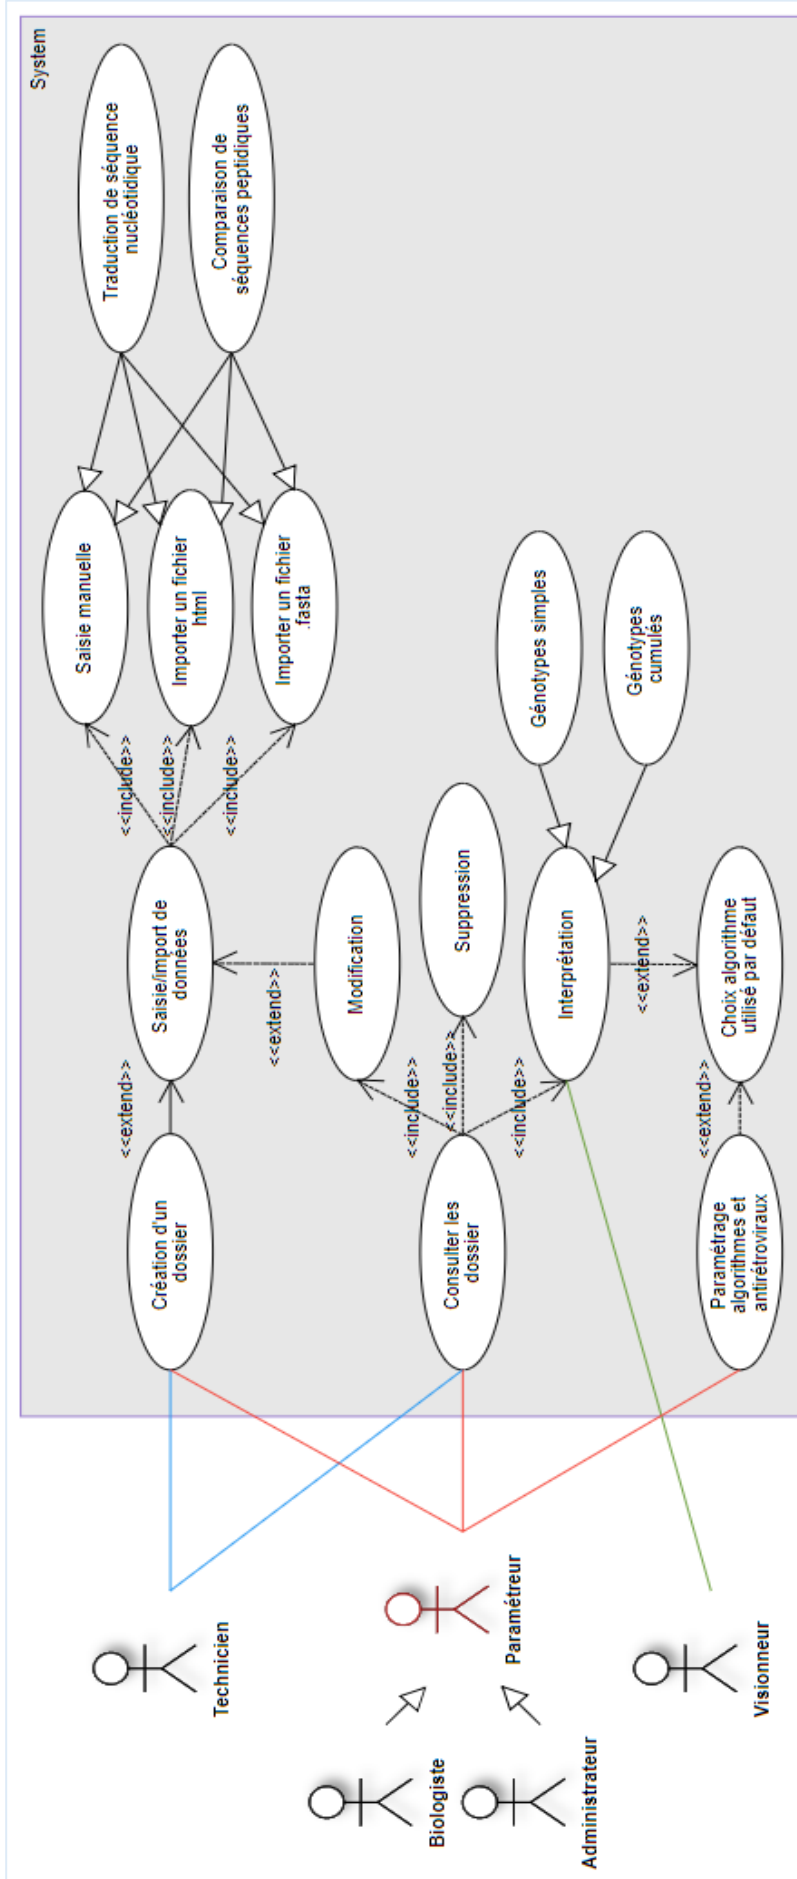 System
Traduction de séquence
nucléotidique
Comparaison de
séquences peptidiques
Saisie manuelle
Importer un fichier
html
Importer un fichier
.fasta
<<include>>
<<include>>
<<include>>
Génotypes simples
Génotypes
cumulés
Saisie/import de
données
Modification
Suppression
Interprétation
Choix algorithme
utilisé par défaut
<<extend>>
<<extend>>
<<extend>>
<<extend>>
<<include>>
<<include>>
<<include>>
Création d'un
dossier
Consulter les
dossier
Paramétrage
algorithmes et
antirétroviraux
Technicien
Paramétreur
Visionneur
Biologiste
Administrateur